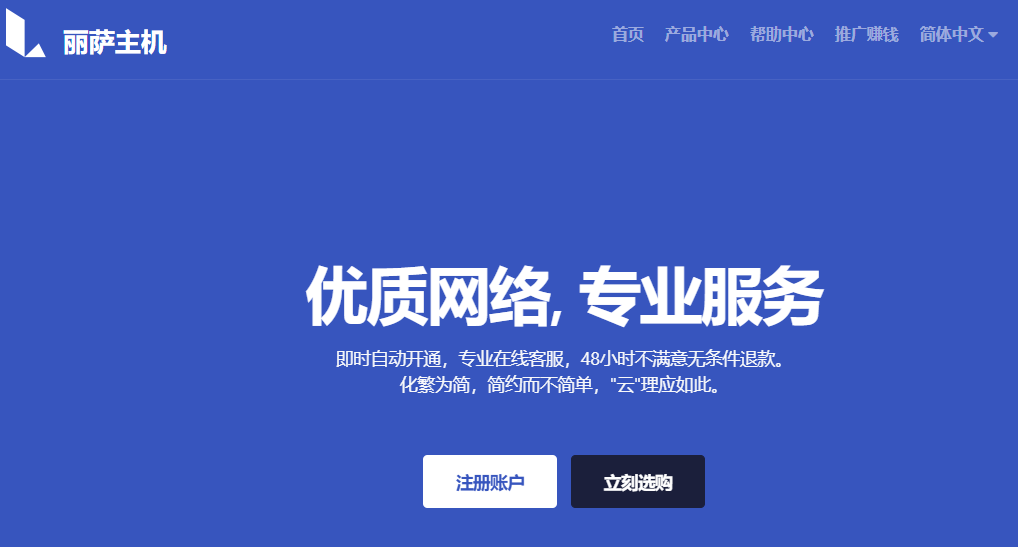 丽萨主机
首页 产品中心 帮助中心 推广赚钱 简体中文
优质网络, 专业服务
即时自动开通，专业在线客服，48小时不满意无条件退款。
化繁为简，简约而不简单，"云"理应如此。
注册账户 立刻选购